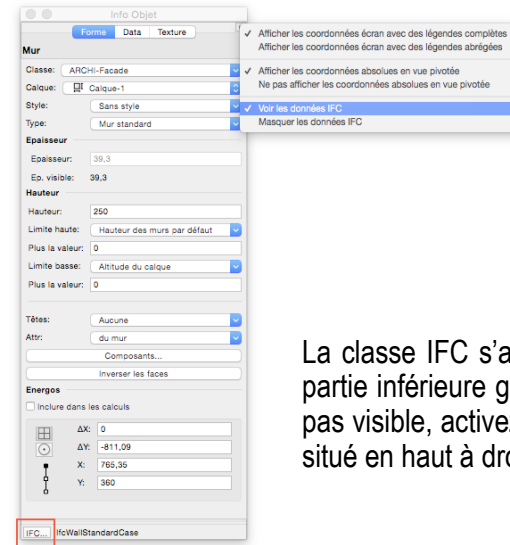 Info Objet
Forme Data Texture
Mur
Classe: ARCHI-Facade
Calque: Calque-1
Style: Sans style
Type: Mur standard
Epaisseur
Epaisseur: 39,3
Ep. visible: 39,3
Hauteur
Hauteur: 250
Limite haute: Hauteur des murs par défaut
Plus la valeur: 0
Limite basse: Altitude du calque
Plus la valeur: 0
Têtes: Aucune
Attr: du mur
Composants...
Inverser les faces
Energos
Inclure dans les calculs
ΔX: 0
ΔY: -811,09
X: 765,35
Y: 360
IFC... IfcWallStandardCase
✓ Afficher les coordonnées écran avec des légendes complètes
Afficher les coordonnées écran avec des légendes abrégées
✓ Afficher les coordonnées absolues en vue pivotée
Ne pas afficher les coordonnées absolues en vue pivotée
✓ Voir les données IFC
Masquer les données IFC
La classe IFC s’a
partie inférieure g
pas visible, active
situé en haut à dr